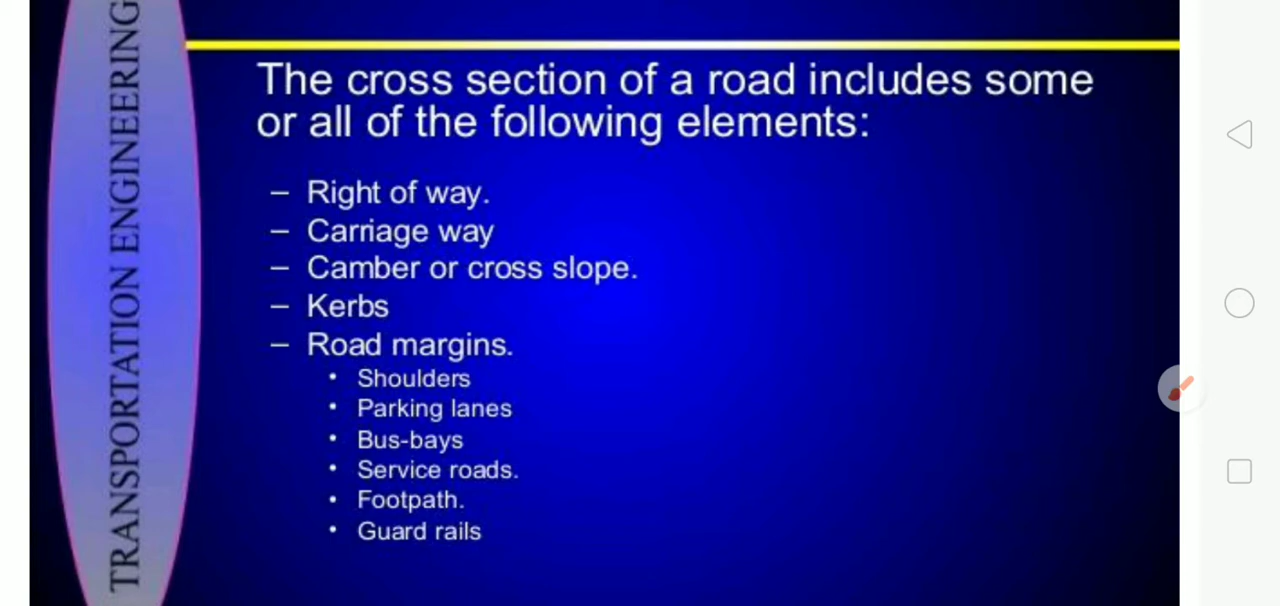 TRANSPORTATION ENGINEERING
The cross section of a road includes some
or all of the following elements:
– Right of way.
– Carriage way
– Camber or cross slope.
– Kerbs
– Road margins.
• Shoulders
• Parking lanes
• Bus-bays
• Service roads.
• Footpath.
• Guard rails